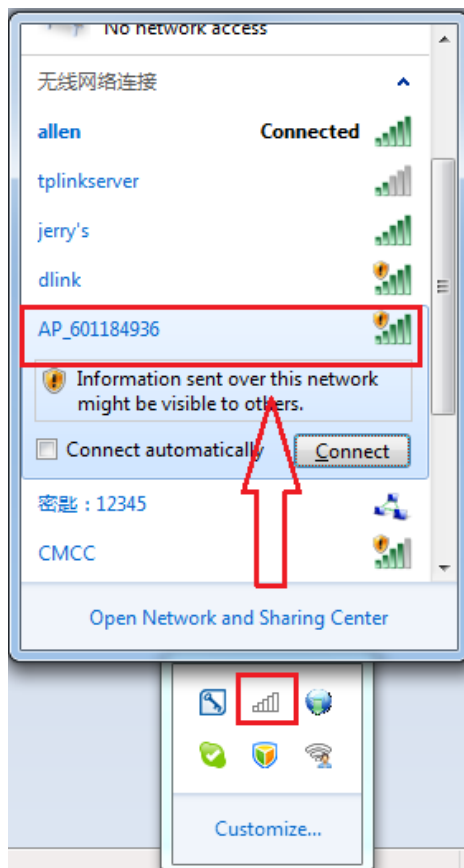 No network access
无线网络连接
allen Connected
tplinkserver
jerry's
dlink
AP_601184936
Information sent over this network
might be visible to others.
Connect automatically Connect
密匙：12345
CMCC
Open Network and Sharing Center
Customize...